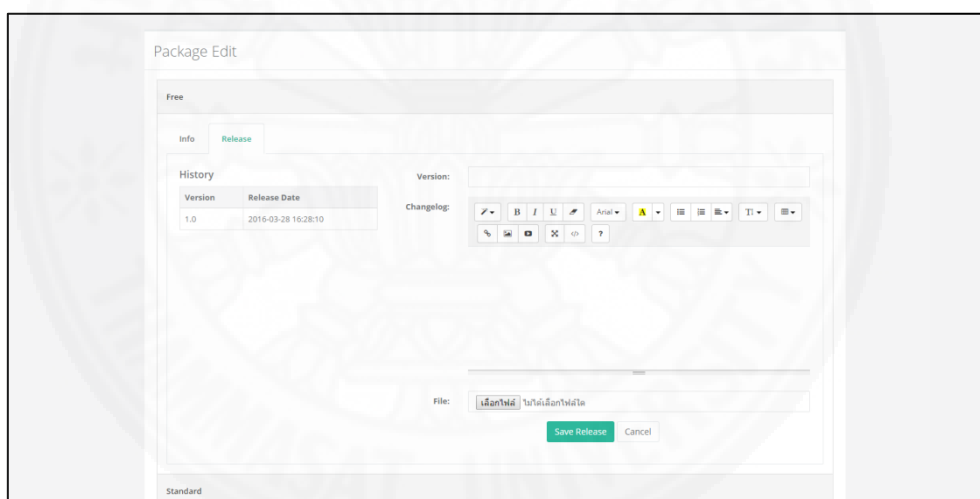 Package Edit
Free
Info Release
History
Version Release Date
1.0 2016-03-28 16:28:10
Version:
Changelog:
B I U Arial A T! ?
File: เลือกไฟล์ ไม่ได้เลือกไฟล์ใด
Save Release Cancel
Standard